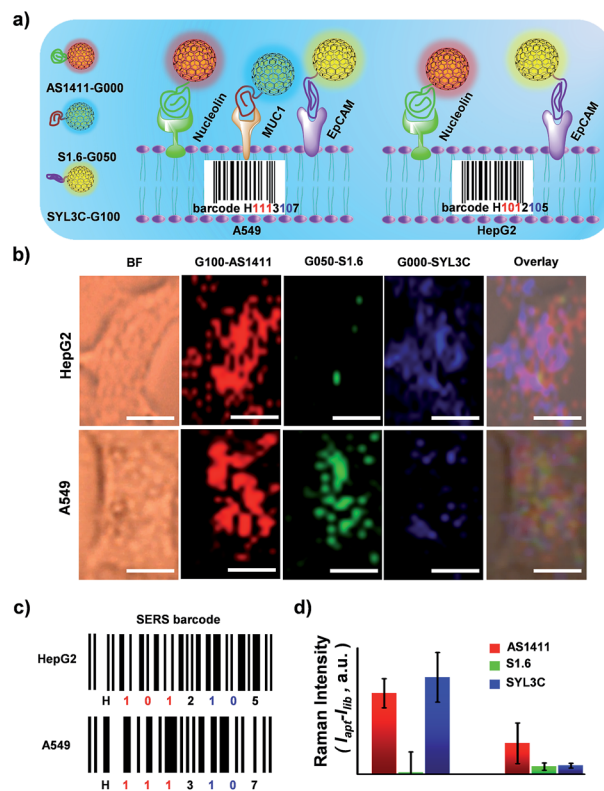 a)
AS1411-G000
S1.6-G050
SYL3C-G100
Nucleolin
MUC1
EpCAM
barcode H1113107
A549
Nucleolin
EpCAM
barcode H1012105
HepG2
b)
BF
G100-AS1411
G050-S1.6
G000-SYL3C
Overlay
HepG2
A549
c)
SERS barcode
HepG2
H 1 0 1 2 1 0 5
A549
H 1 1 1 3 1 0 7
d)
Raman Intensity
( Iapt-Ilib , a.u. )
AS1411
S1.6
SYL3C